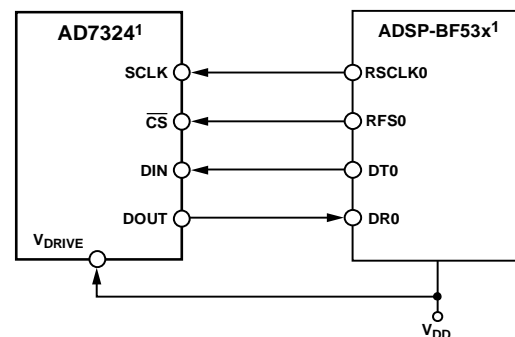 AD7324¹
ADSP-BF53x¹
SCLK
RSCLK0
CS
RFS0
DIN
DT0
DOUT
DR0
VDRIVE
VDD